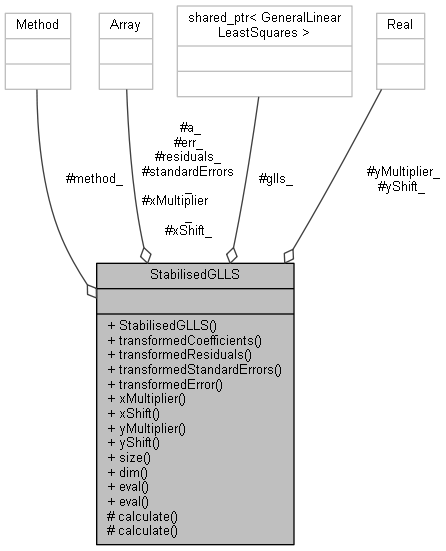 Method
Array
shared_ptr< GeneralLinear
LeastSquares >
Real
#method_
#a_
#err_
#residuals_
#standardErrors
_
#xMultiplier
_
#xShift_
#glls_
#yMultiplier_
#yShift_
StabilisedGLLS
+ StabilisedGLLS()
+ transformedCoefficients()
+ transformedResiduals()
+ transformedStandardErrors()
+ transformedError()
+ xMultiplier()
+ xShift()
+ yMultiplier()
+ yShift()
+ size()
+ dim()
+ eval()
+ eval()
# calculate()
# calculate()